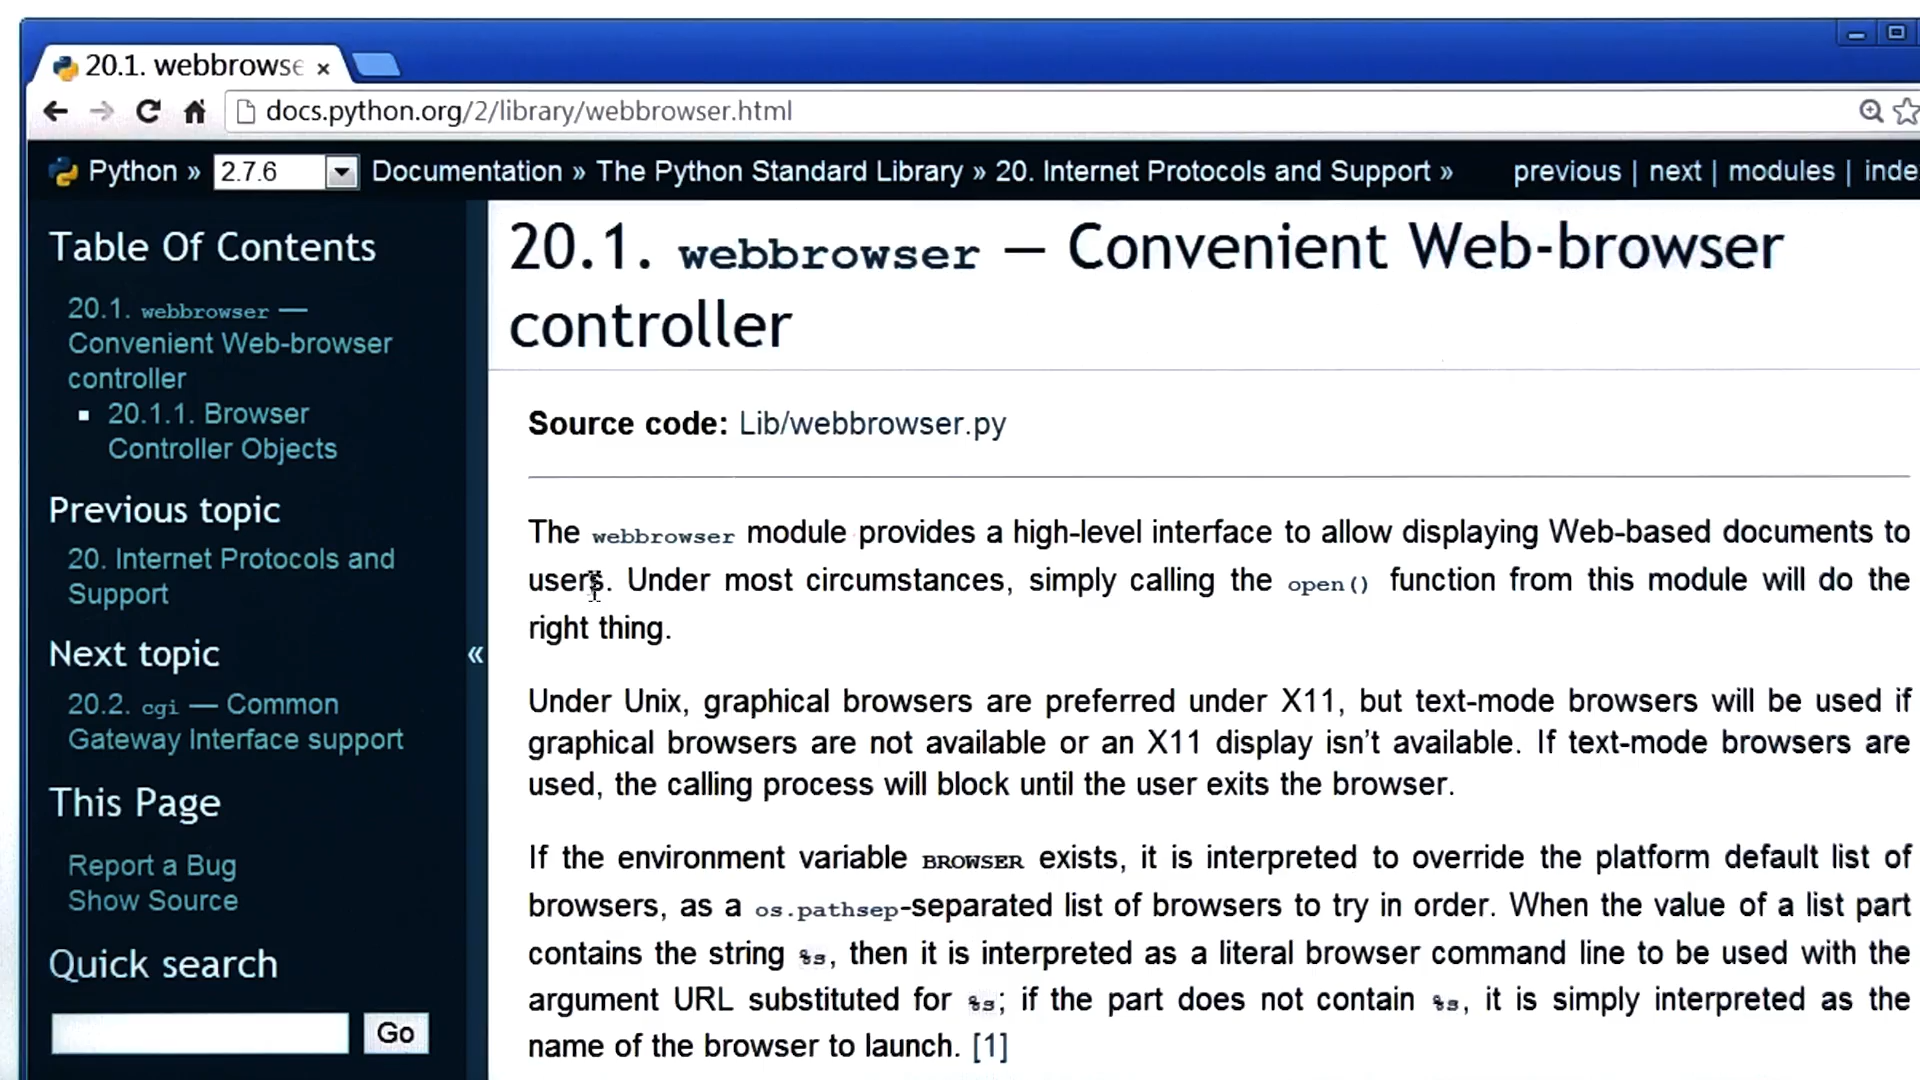 20.1. webbrowse
docs.python.org/2/library/webbrowser.html
Python » 2.7.6 Documentation » The Python Standard Library » 20. Internet Protocols and Support » previous | next | modules | inde
Table Of Contents
20.1. webbrowser —
Convenient Web-browser
controller
20.1.1. Browser
Controller Objects
Previous topic
20. Internet Protocols and
Support
Next topic
20.2. cgi — Common
Gateway Interface support
This Page
Report a Bug
Show Source
Quick search
Go
«
20.1. webbrowser — Convenient Web-browser
controller
Source code: Lib/webbrowser.py
The webbrowser module provides a high-level interface to allow displaying Web-based documents to
users. Under most circumstances, simply calling the open() function from this module will do the
right thing.
Under Unix, graphical browsers are preferred under X11, but text-mode browsers will be used if
graphical browsers are not available or an X11 display isn't available. If text-mode browsers are
used, the calling process will block until the user exits the browser.
If the environment variable BROWSER exists, it is interpreted to override the platform default list of
browsers, as a os.pathsep-separated list of browsers to try in order. When the value of a list part
contains the string %s, then it is interpreted as a literal browser command line to be used with the
argument URL substituted for %s; if the part does not contain %s, it is simply interpreted as the
name of the browser to launch. [1]